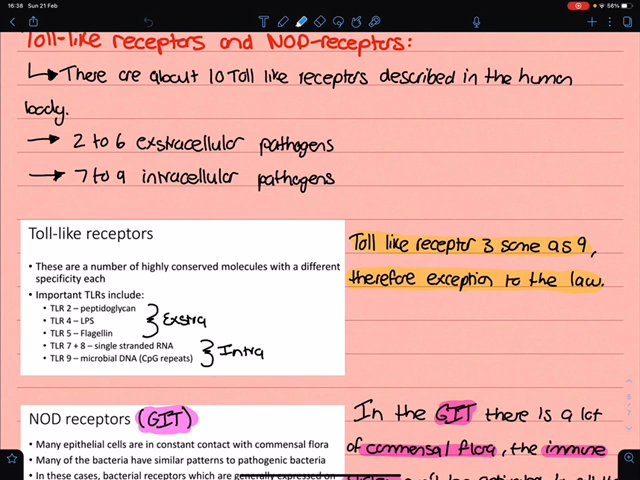 16:38 Sun 21 Feb
56%
Toll-like receptors and NOD-receptors:
There are about 10 Toll like receptors described in the human
body.
→ 2 to 6 exstracellular pathogens
→ 7 to 9 intracellular pathogens
Toll-like receptors
• These are a number of highly conserved molecules with a different
specificity each
• Important TLRs include:
• TLR 2 – peptidoglycan
• TLR 4 – LPS
• TLR 5 – Flagellin
Exstra
• TLR 7 + 8 – single stranded RNA
• TLR 9 – microbial DNA (CpG repeats)
Intra
Toll like receptor 3 same as 9,
therefore exception to the law.
NOD receptors (GIT)
• Many epithelial cells are in constant contact with commensal flora
• Many of the bacteria have similar patterns to pathogenic bacteria
• In these cases, bacterial receptors which are generally expressed on
In the GIT there is a lot
of commensal flora, the immune